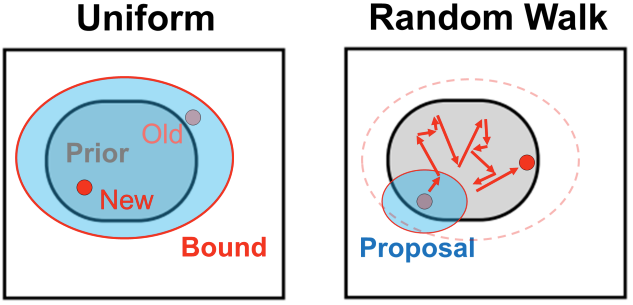 Uniform
Random Walk
Old
Prior
New
Bound
Proposal